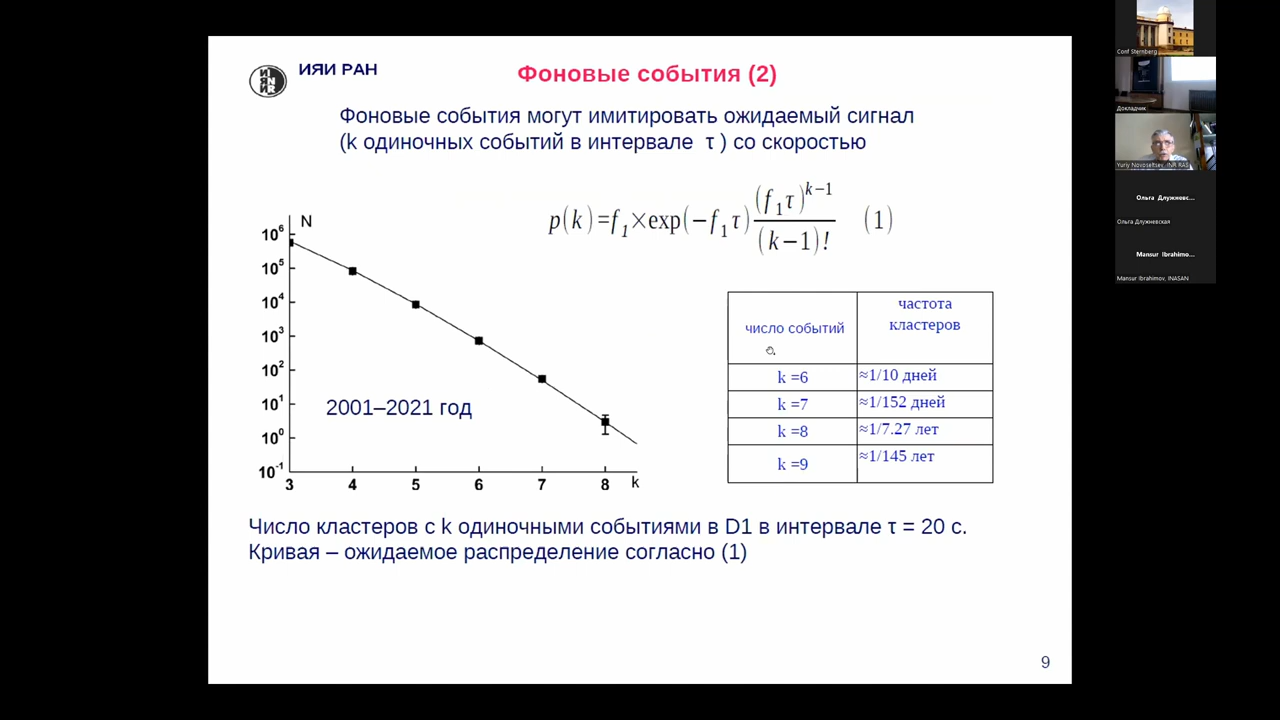 ИЯИ РАН
Фоновые события (2)
Фоновые события могут имитировать ожидаемый сигнал
(k одиночных событий в интервале τ ) со скоростью
p(k)=f₁×exp(−f₁τ) (f₁τ)^(k−1) / (k−1)! (1)
N
10⁶
10⁵
10⁴
10³
10²
10¹
10⁰
10⁻¹
2001–2021 год
3 4 5 6 7 8 k
число событий частота кластеров
k =6 ≈1/10 дней
k =7 ≈1/152 дней
k =8 ≈1/7.27 лет
k =9 ≈1/145 лет
Число кластеров с k одиночными событиями в D1 в интервале τ = 20 с.
Кривая – ожидаемое распределение согласно (1)
9
Conf Sternberg
Докладчик
Yuriy Novoseltsev, INR RAS
Ольга Длужневс...
Ольга Длужневская
Mansur Ibrahimo...
Mansur Ibrahimov, INASAN